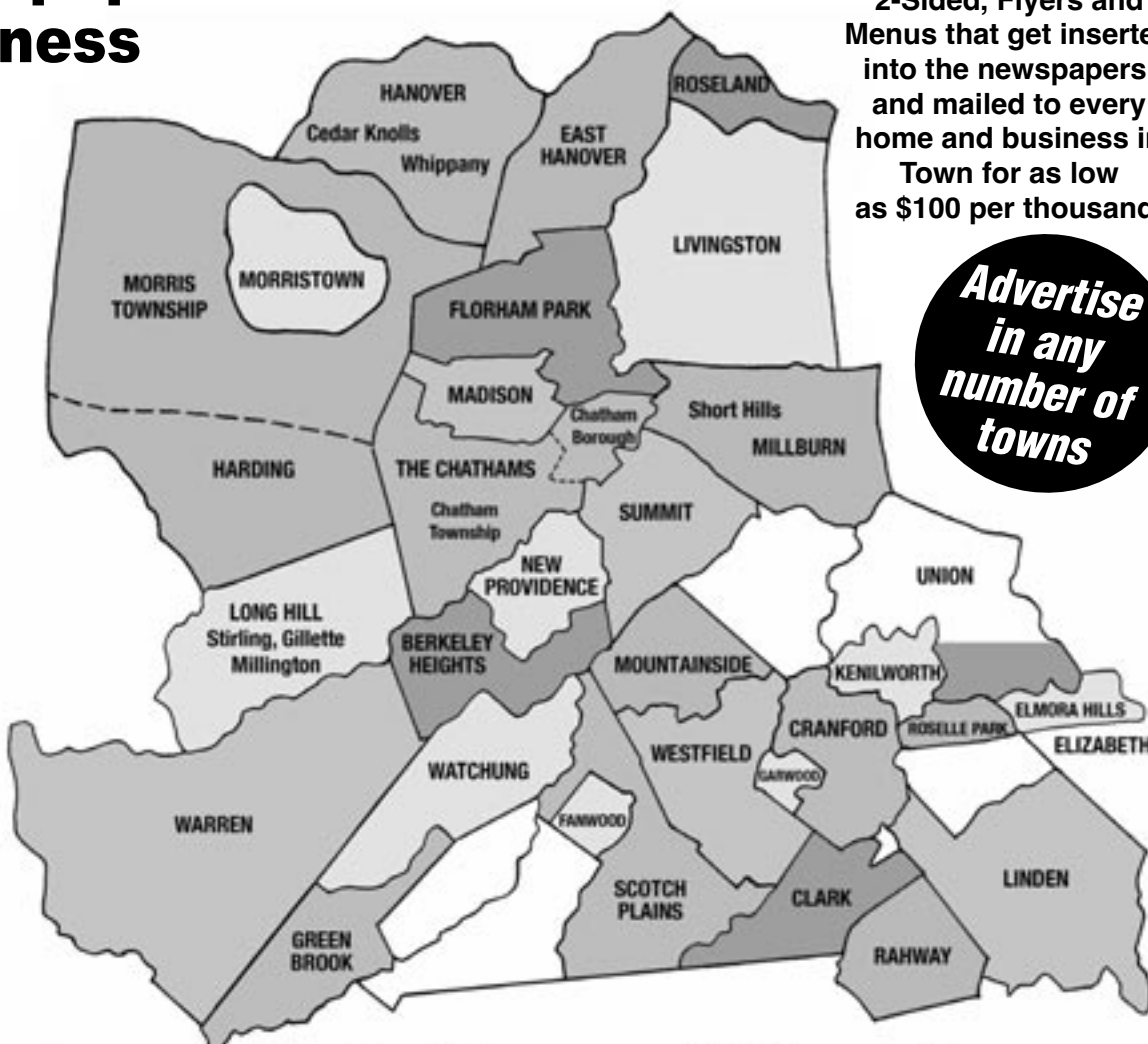 ness
2-Sided, Flyers and
Menus that get
into the newspapers
and mailed to every
home and business
Town for as low
as $100 per
Advertise
in any
number of
towns
HANOVER
Cedar Knolls
Whippany
EAST
HANOVER
ROSELAND
LIVINGSTON
MORRIS
TOWNSHIP
MORRISTOWN
FLORHAM PARK
MADISON
Chatham
Borough
Short Hills
MILLBURN
HARDING
THE CHATHAMS
Chatham
Township
SUMMIT
NEW
PROVIDENCE
UNION
LONG HILL
Stirling, Gillette
Millington
BERKELEY
HEIGHTS
MOUNTAINSIDE
KENILWORTH
ELMORA HILLS
ROSELLE PARK
CRANFORD
ELIZABETH
WESTFIELD
GARWOOD
WATCHUNG
WARREN
FANWOOD
SCOTCH
PLAINS
CLARK
LINDEN
GREEN
BROOK
RAHWAY